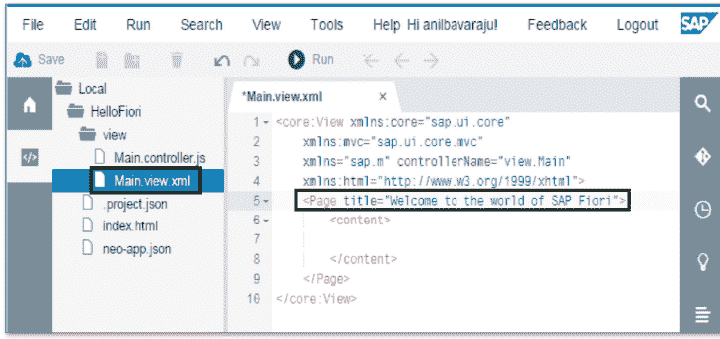 File Edit Run Search View Tools Help Hi anilbavaraju! Feedback Logout SAP
Save Run
Local
HelloFiori
view
Main.controller.js
Main.view.xml
.project.json
index.html
neo-app.json
*Main.view.xml ×
1 <core:View xmlns:core="sap.ui.core"
2 xmlns:mvc="sap.ui.core.mvc"
3 xmlns="sap.m" controllerName="view.Main"
4 xmlns:html="http://www.w3.org/1999/xhtml">
5 <Page title="Welcome to the world of SAP Fiori">
6 <content>
7
8 </content>
9 </Page>
10 </core:View>